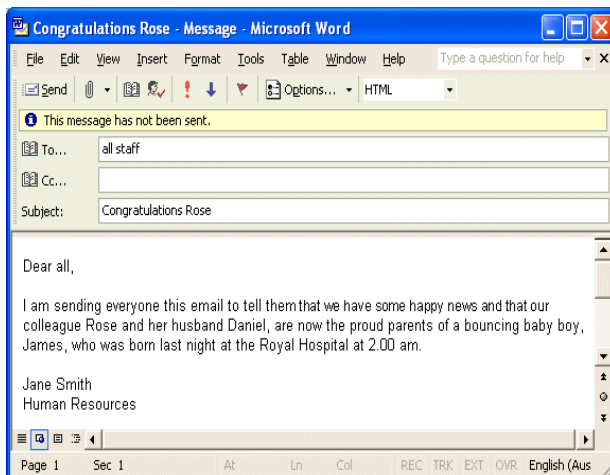 Congratulations Rose - Message - Microsoft Word
File Edit View Insert Format Tools Table Window Help Type a question for help
Send Options... HTML
This message has not been sent.
To... all staff
Cc...
Subject: Congratulations Rose
Dear all,
I am sending everyone this email to tell them that we have some happy news and that our
colleague Rose and her husband Daniel, are now the proud parents of a bouncing baby boy,
James, who was born last night at the Royal Hospital at 2.00 am.
Jane Smith
Human Resources
Page 1 Sec 1 At Ln Col REC TRK EXT OVR English (Aus